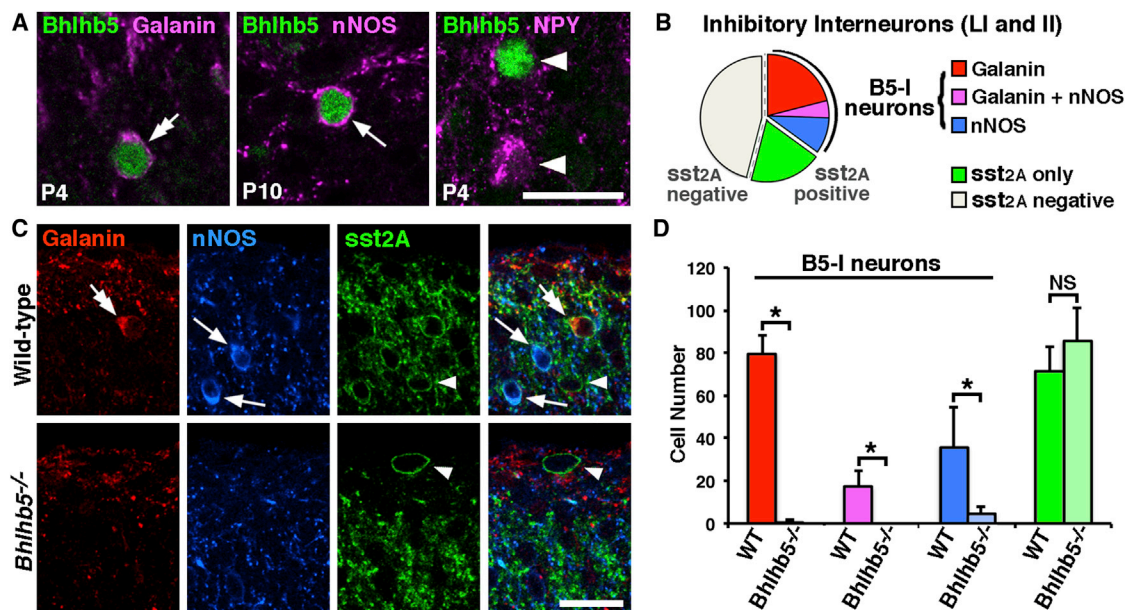 A
Bhlhb5 Galanin
P4
Bhlhb5 nNOS
P10
Bhlhb5 NPY
P4
B
Inhibitory Interneurons (LI and II)
B5-I
neurons
Galanin
Galanin + nNOS
nNOS
sst2A
negative
sst2A
positive
sst2A only
sst2A negative
C
Galanin
nNOS
sst2A
Wild-type
Bhlhb5-/-
D
B5-I neurons
Cell Number
120
100
80
60
40
20
0
*
*
*
NS
WT
Bhlhb5-/-
WT
Bhlhb5-/-
WT
Bhlhb5-/-
WT
Bhlhb5-/-